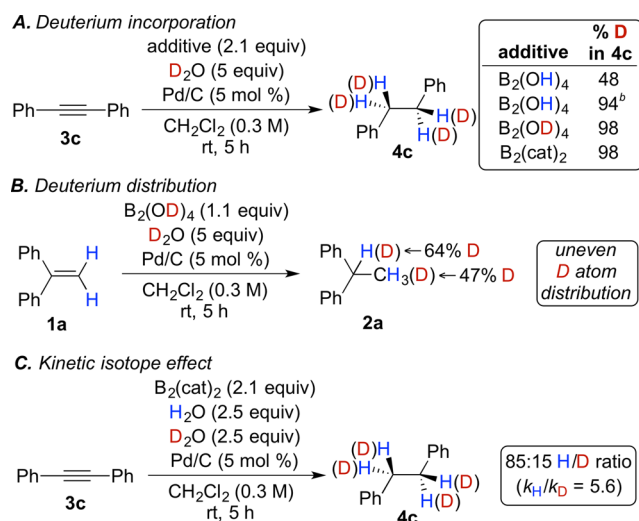 A. Deuterium incorporation
additive (2.1 equiv)
D₂O (5 equiv)
Pd/C (5 mol %)
CH₂Cl₂ (0.3 M)
rt, 5 h
Ph
Ph
3c
(D)
H
(D)
H
Ph
H(D)
H(D)
Ph
4c
% D
additive in 4c
B₂(OH)₄ 48
B₂(OH)₄ 94ᵇ
B₂(OD)₄ 98
B₂(cat)₂ 98
B. Deuterium distribution
B₂(OD)₄ (1.1 equiv)
D₂O (5 equiv)
Pd/C (5 mol %)
CH₂Cl₂ (0.3 M)
rt, 5 h
Ph
H
Ph
H
1a
Ph
H(D)←64% D
CH₃(D)←47% D
Ph
2a
uneven
D atom
distribution
C. Kinetic isotope effect
B₂(cat)₂ (2.1 equiv)
H₂O (2.5 equiv)
D₂O (2.5 equiv)
Pd/C (5 mol %)
CH₂Cl₂ (0.3 M)
rt, 5 h
Ph
Ph
3c
(D)
H
(D)
H
Ph
H(D)
H(D)
Ph
4c
85:15 H/D ratio
(kH/kD = 5.6)